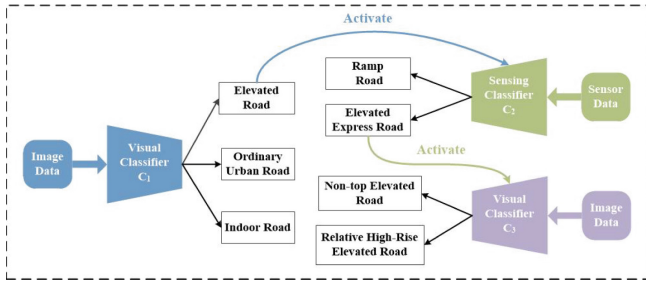 Activate
Elevated
Road
Ramp
Road
Sensing
Classifier
C₂
Sensor
Data
Elevated
Express Road
Image
Data
Visual
Classifier
C₁
Ordinary
Urban Road
Activate
Non-top Elevated
Road
Visual
Classifier
C₃
Image
Data
Indoor Road
Relative High-Rise
Elevated Road